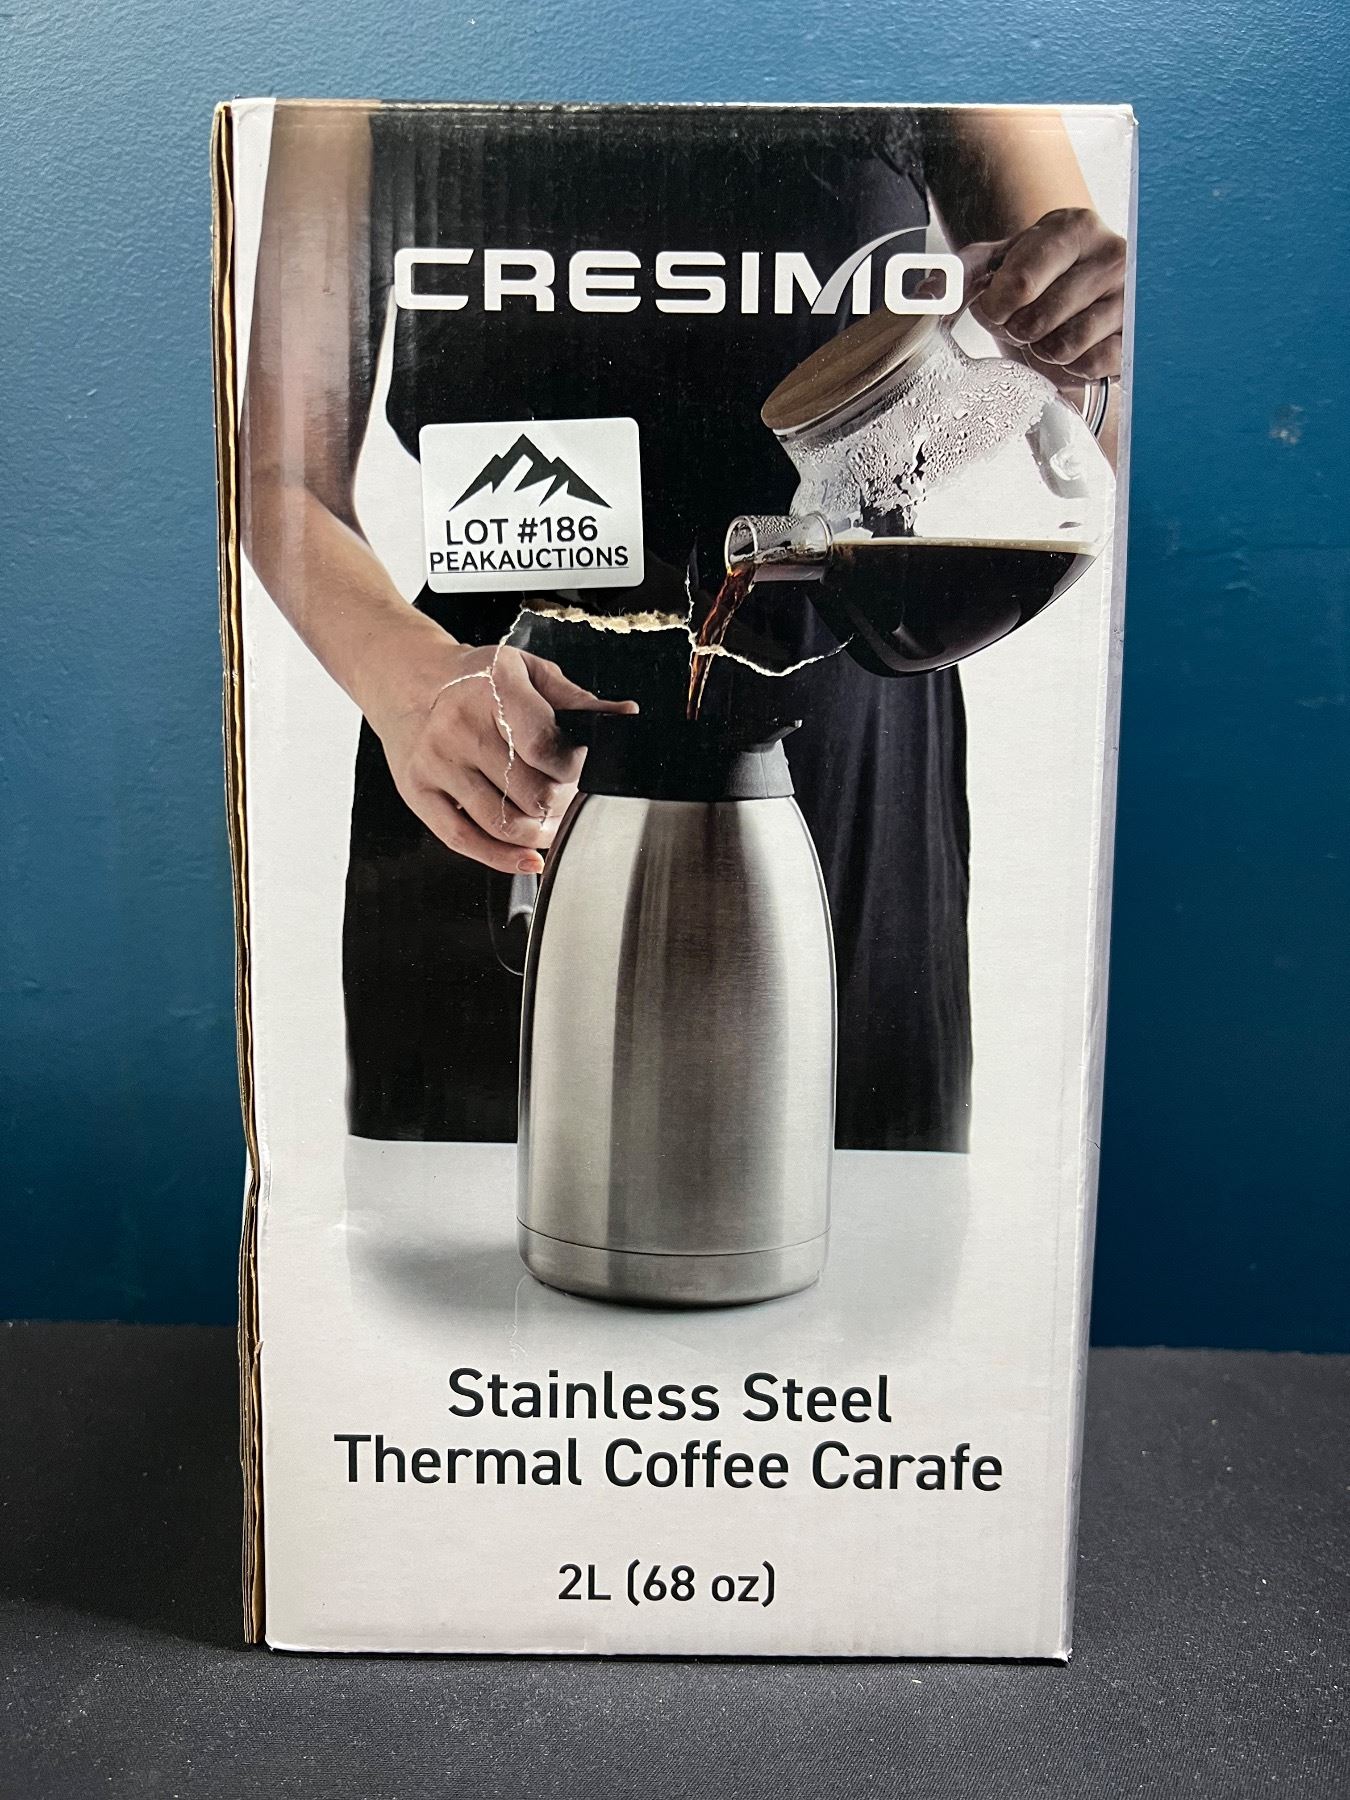 CRESIMO
LOT #186
PEAKAUCTIONS
Stainless Steel
Thermal Coffee Carafe
2L (68 oz)